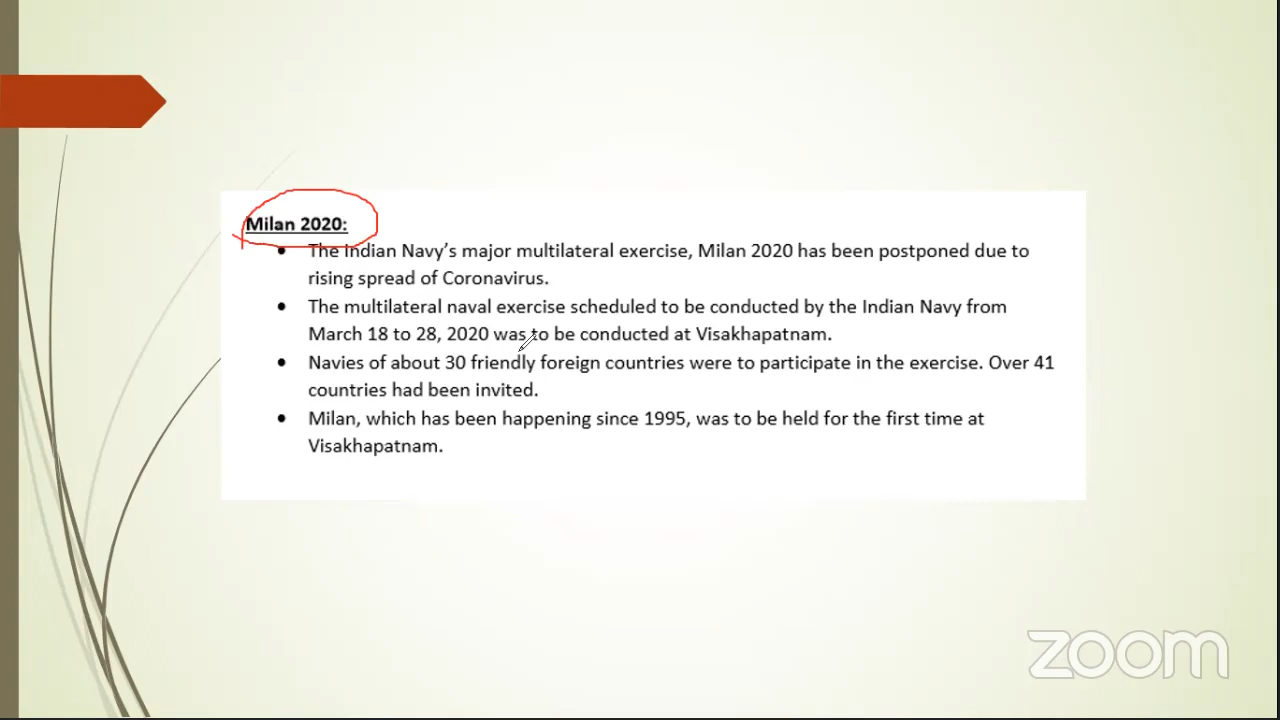 Milan 2020:
• The Indian Navy's major multilateral exercise, Milan 2020 has been postponed due to
rising spread of Coronavirus.
• The multilateral naval exercise scheduled to be conducted by the Indian Navy from
March 18 to 28, 2020 was to be conducted at Visakhapatnam.
• Navies of about 30 friendly foreign countries were to participate in the exercise. Over 41
countries had been invited.
• Milan, which has been happening since 1995, was to be held for the first time at
Visakhapatnam.
zoom